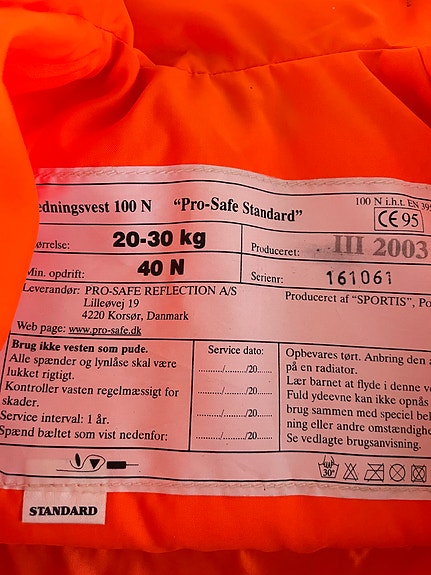 edningsvest 100 N "Pro-Safe Standard"
100 N i.h.t. EN 395
CE 95
ørrelse: 20-30 kg
Produceret: III 2003
Min. opdrift: 40 N
Serienr: 161061
Leverandør: PRO-SAFE REFLECTION A/S
Lilleøvej 19
4220 Korsør, Danmark
Web page: www.pro-safe.dk
Produceret af "SPORTIS", Po
Brug ikke vesten som pude.
Alle spænder og lynlåse skal være
lukket rigtigt.
Kontroller vasten regelmæssigt for
skader.
Service interval: 1 år.
Spænd bæltet som vist nedenfor:
Service dato:
......../......../20......
......../......../20......
......../......../20......
......../......../20......
Opbevares tørt. Anbring den a
på en radiator.
Lær barnet at flyde i denne v
Fuld ydeevne kan ikke opnås
brug sammen med speciel bek
ning eller andre omstændighe
Se vedlagte brugsanvisning.
30°
STANDARD